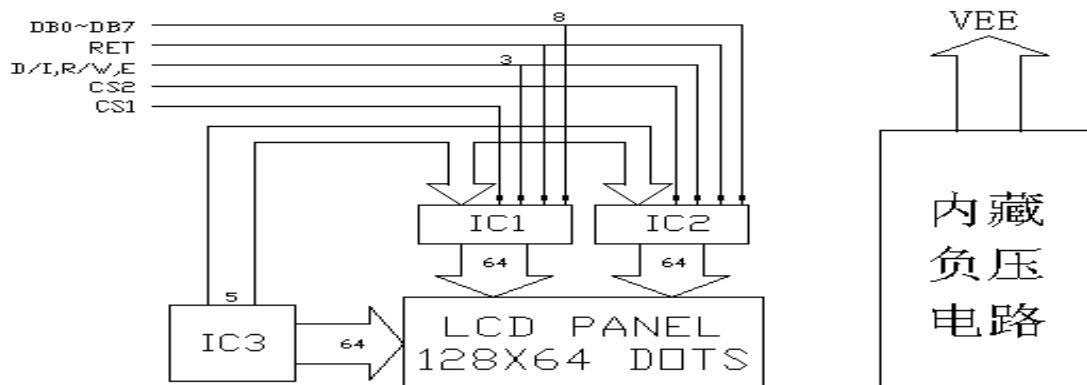 DB0~DB7
RET
D/I,R/W,E
CS2
CS1
8
3
VEE
IC1
IC2
64
64
5
IC3
64
LCD PANEL
128X64 DOTS
内藏
负压
电路